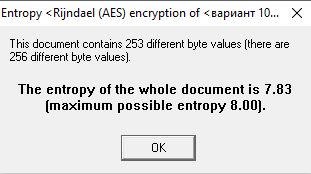 Entropy <Rijndael (AES) encryption of <вариант 10...
This document contains 253 different byte values (there are
256 different byte values).
The entropy of the whole document is 7.83
(maximum possible entropy 8.00).
OK